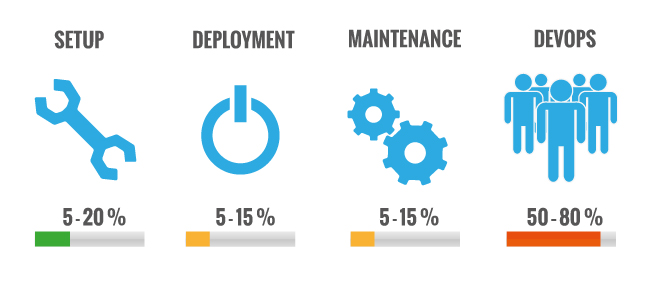 SETUP
DEPLOYMENT
MAINTENANCE
DEVOPS
5-20 %
5-15 %
5-15 %
50-80 %